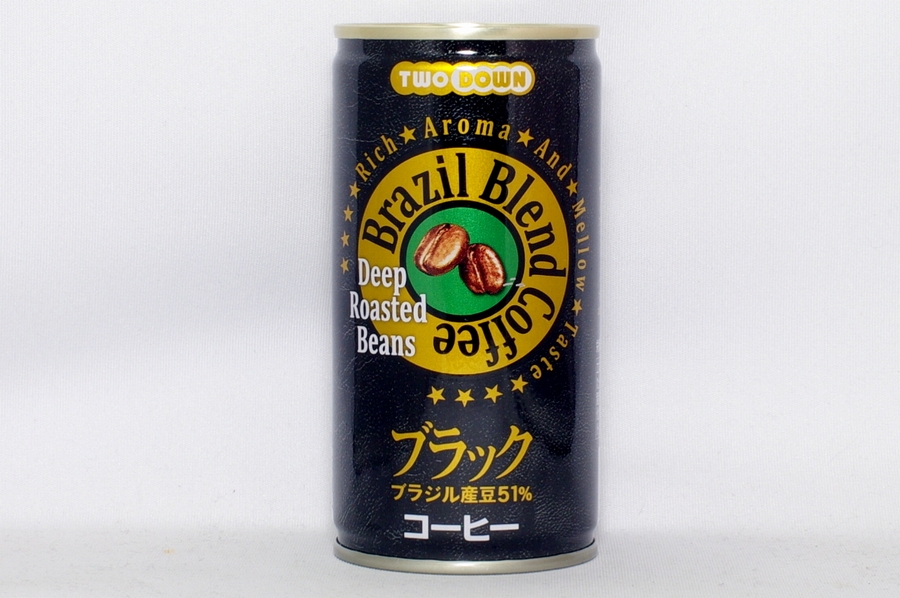 TWO DOWN
Rich★Aroma★And★Mellow★Taste
Brazil Blend Coffee
Deep
Roasted
Beans
ブラック
ブラジル産豆51%
コーヒー